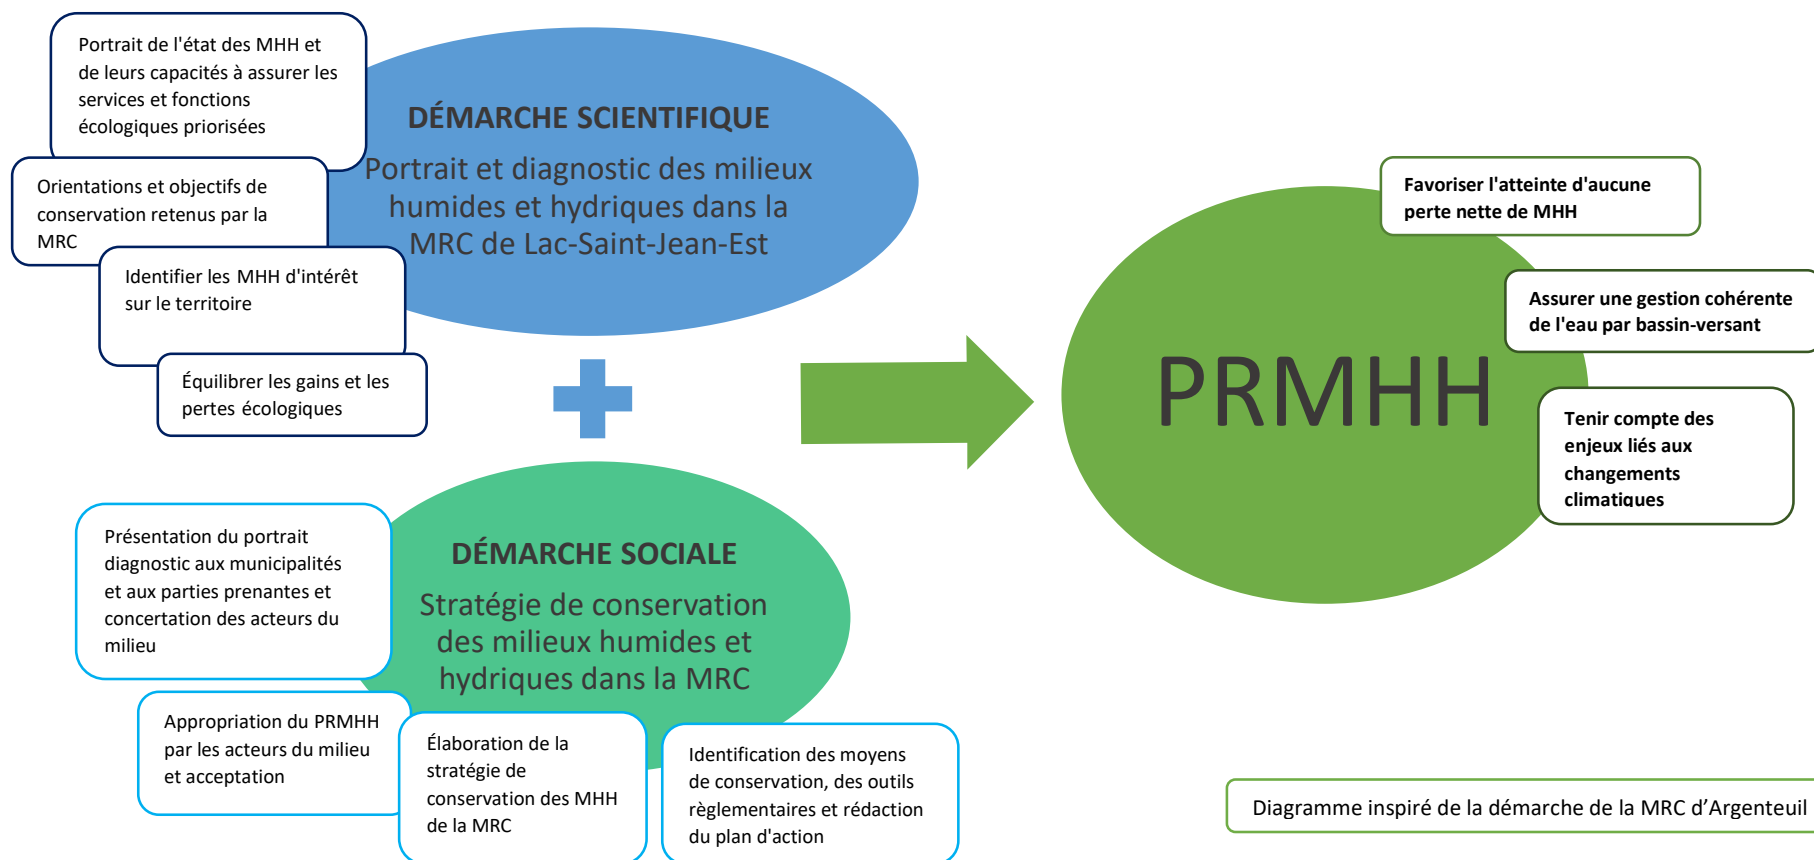 Portrait de l'état des MHH et
de leurs capacités à assurer les
services et fonctions
écologiques priorisées
Orientations et objectifs de
conservation retenus par la
MRC
Identifier les MHH d'intérêt
sur le territoire
Équilibrer les gains et les
pertes écologiques
DÉMARCHE SCIENTIFIQUE
Portrait et diagnostic des milieux
humides et hydriques dans la
MRC de Lac-Saint-Jean-Est
DÉMARCHE SOCIALE
Stratégie de conservation
des milieux humides et
hydriques dans la MRC
Présentation du portrait
diagnostic aux municipalités
et aux parties prenantes et
concertation des acteurs du
milieu
Appropriation du PRMHH
par les acteurs du milieu
et acceptation
Élaboration de la
stratégie de
conservation des MHH
de la MRC
Identification des moyens
de conservation, des outils
règlementaires et rédaction
du plan d'action
PRMHH
Favoriser l'atteinte d'aucune
perte nette de MHH
Assurer une gestion cohérente
de l'eau par bassin-versant
Tenir compte des
enjeux liés aux
changements
climatiques
Diagramme inspiré de la démarche de la MRC d’Argenteuil